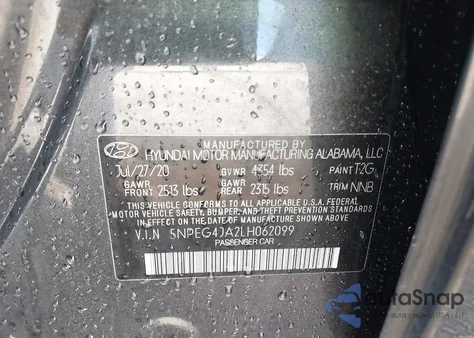 MANUFACTURED BY
HYUNDAI MOTOR MANUFACTURING ALABAMA, LLC
Jul/27/20 GVWR 4354 lbs PAINT T2G
GAWR FRONT 2513 lbs GAWR REAR 2315 lbs TRIM NNB
THIS VEHICLE CONFORMS TO ALL APPLICABLE U.S.A. FEDERAL
MOTOR VEHICLE SAFETY, BUMPER, AND THEFT PREVENTION STANDARDS
IN EFFECT ON THE DATE OF MANUFACTURE SHOWN ABOVE.
V.I.N 5NPEG4JA2LH062099
PASSENGER CAR
AutoSnap